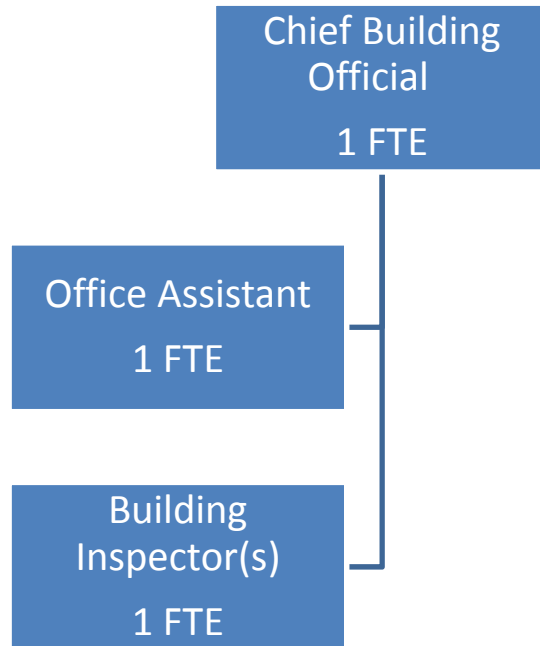 Chief Building
Official
1 FTE
Office Assistant
1 FTE
Building
Inspector(s)
1 FTE